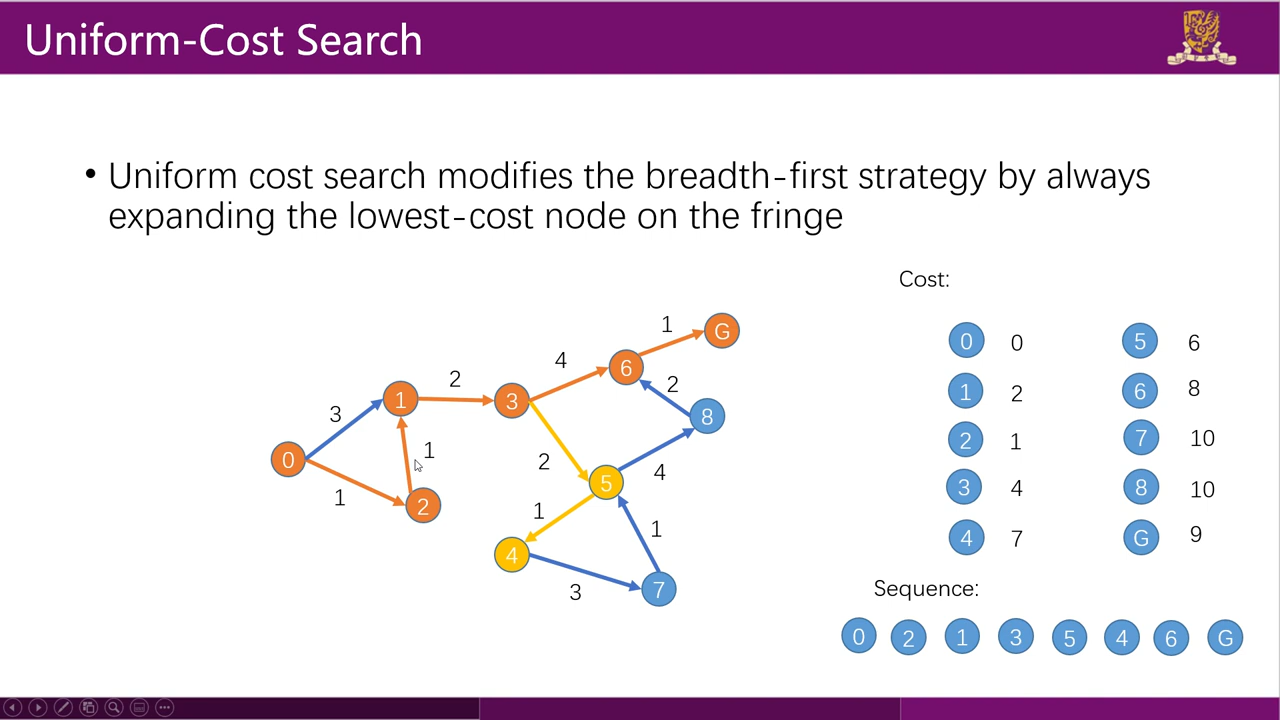 Uniform-Cost Search
• Uniform cost search modifies the breadth-first strategy by always
expanding the lowest-cost node on the fringe
Cost:
0 0 5 6
1 2 6 8
2 1 7 10
3 4 8 10
4 7 G 9
1 G
4 6
2 3 2 8
3 1
0 1 2 5 4
1 2 1 1
4 3 7
Sequence:
0 2 1 3 5 4 6 G